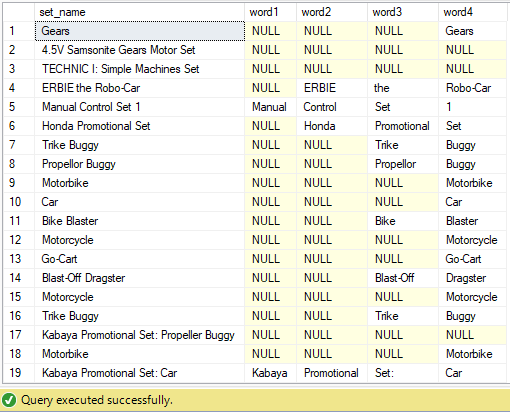 set_name word1 word2 word3 word4
1 Gears NULL NULL NULL Gears
2 4.5V Samsonite Gears Motor Set NULL NULL NULL NULL
3 TECHNIC I: Simple Machines Set NULL NULL NULL NULL
4 ERBIE the Robo-Car NULL ERBIE the Robo-Car
5 Manual Control Set 1 Manual Control Set 1
6 Honda Promotional Set NULL Honda Promotional Set
7 Trike Buggy NULL NULL Trike Buggy
8 Propellor Buggy NULL NULL Propellor Buggy
9 Motorbike NULL NULL NULL Motorbike
10 Car NULL NULL NULL Car
11 Bike Blaster NULL NULL Bike Blaster
12 Motorcycle NULL NULL NULL Motorcycle
13 Go-Cart NULL NULL NULL Go-Cart
14 Blast-Off Dragster NULL NULL Blast-Off Dragster
15 Motorcycle NULL NULL NULL Motorcycle
16 Trike Buggy NULL NULL Trike Buggy
17 Kabaya Promotional Set: Propeller Buggy NULL NULL NULL NULL
18 Motorbike NULL NULL NULL Motorbike
19 Kabaya Promotional Set: Car Kabaya Promotional Set: Car
Query executed successfully.